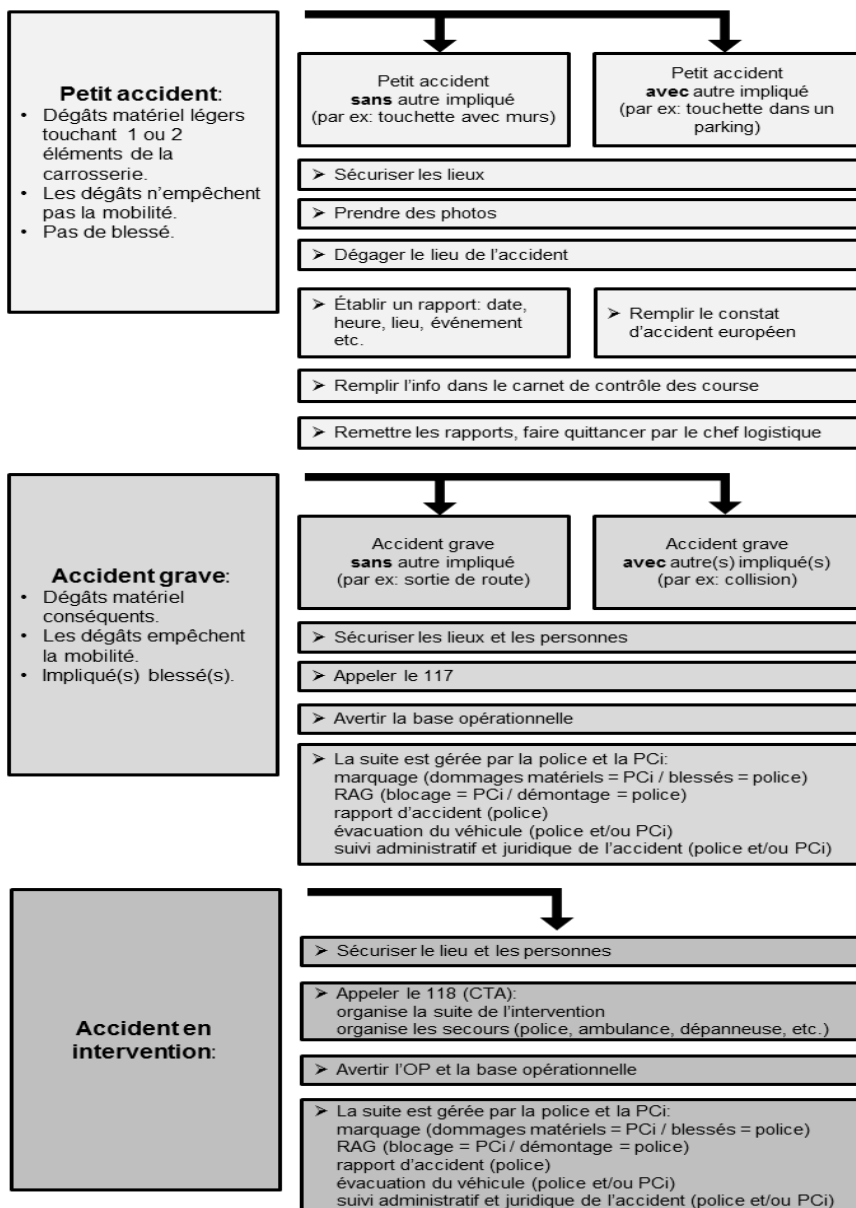 Petit accident:
• Dégâts matériel légers
touchant 1 ou 2
éléments de la
carrosserie.
• Les dégâts n'empêchent
pas la mobilité.
• Pas de blessé.
Petit accident
sans autre impliqué
(par ex: touchette avec murs)
Petit accident
avec autre impliqué
(par ex: touchette dans un
parking)
➢ Sécuriser les lieux
➢ Prendre des photos
➢ Dégager le lieu de l'accident
➢ Établir un rapport: date,
heure, lieu, événement
etc.
➢ Remplir le constat
d'accident européen
➢ Remplir l'info dans le carnet de contrôle des course
➢ Remettre les rapports, faire quittancer par le chef logistique
Accident grave:
• Dégâts matériel
conséquents.
• Les dégâts empêchent
la mobilité.
• Impliqué(s) blessé(s).
Accident grave
sans autre impliqué
(par ex: sortie de route)
Accident grave
avec autre(s) impliqué(s)
(par ex: collision)
➢ Sécuriser les lieux et les personnes
➢ Appeler le 117
➢ Avertir la base opérationnelle
➢ La suite est gérée par la police et la PCi:
marquage (dommages matériels = PCi / blessés = police)
RAG (blocage = PCi / démontage = police)
rapport d'accident (police)
évacuation du véhicule (police et/ou PCi)
suivi administratif et juridique de l'accident (police et/ou PCi)
Accident en
intervention:
➢ Sécuriser le lieu et les personnes
➢ Appeler le 118 (CTA):
organise la suite de l'intervention
organise les secours (police, ambulance, dépanneuse, etc.)
➢ Avertir l'OP et la base opérationnelle
➢ La suite est gérée par la police et la PCi:
marquage (dommages matériels = PCi / blessés = police)
RAG (blocage = PCi / démontage = police)
rapport d'accident (police)
évacuation du véhicule (police et/ou PCi)
suivi administratif et juridique de l'accident (police et/ou PCi)